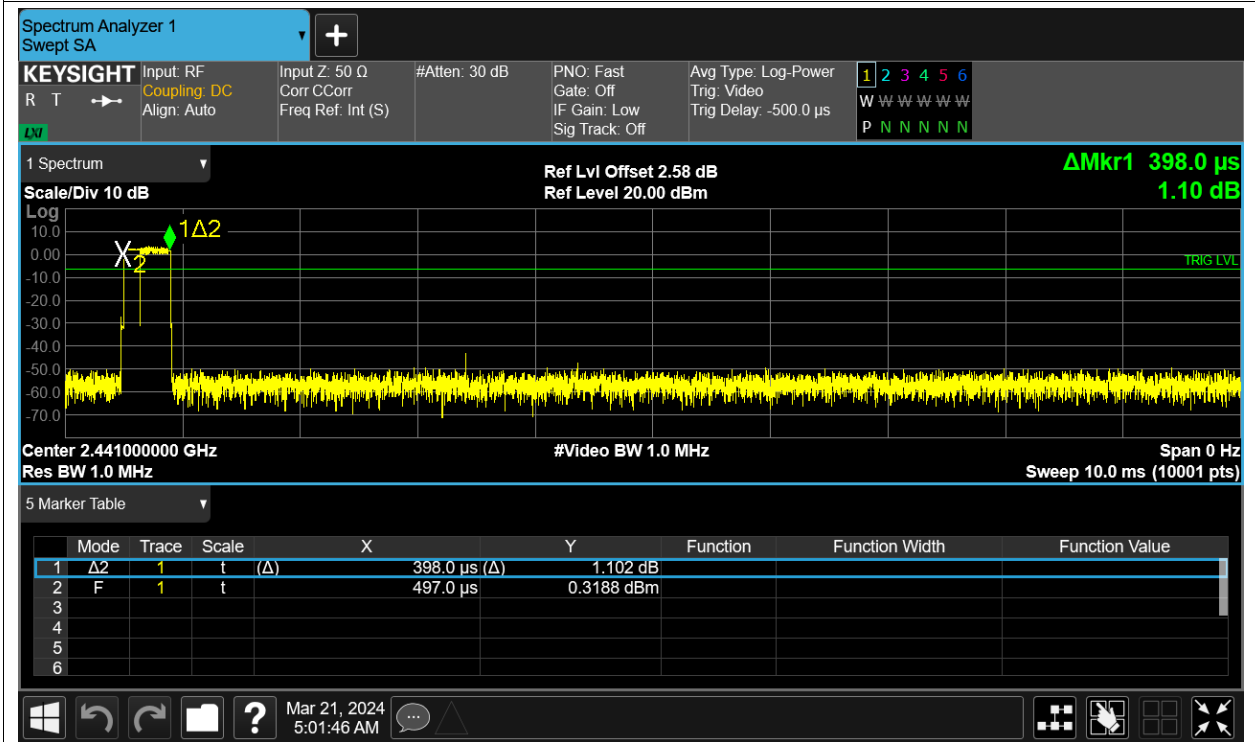 Spectrum Analyzer 1
Swept SA
+
KEYSIGHT Input: RF Input Z: 50 Ω #Atten: 30 dB PNO: Fast Avg Type: Log-Power 1 2 3 4 5 6
R T Coupling: DC Corr CCorr Gate: Off Trig: Video W W W W W W
Align: Auto Freq Ref: Int (S) IF Gain: Low Trig Delay: -500.0 µs P N N N N N
LXI Sig Track: Off
1 Spectrum Ref Lvl Offset 2.58 dB ΔMkr1 398.0 µs
Scale/Div 10 dB Ref Level 20.00 dBm 1.10 dB
Log
10.0 1Δ2
0.00 X2
TRIG LVL
-10.0
-20.0
-30.0
-40.0
-50.0
-60.0
-70.0
Center 2.441000000 GHz #Video BW 1.0 MHz Span 0 Hz
Res BW 1.0 MHz Sweep 10.0 ms (10001 pts)
5 Marker Table
Mode Trace Scale X Y Function Function Width Function Value
1 Δ2 1 t (Δ) 398.0 µs (Δ) 1.102 dB
2 F 1 t 497.0 µs 0.3188 dBm
3
4
5
6
? Mar 21, 2024
5:01:46 AM